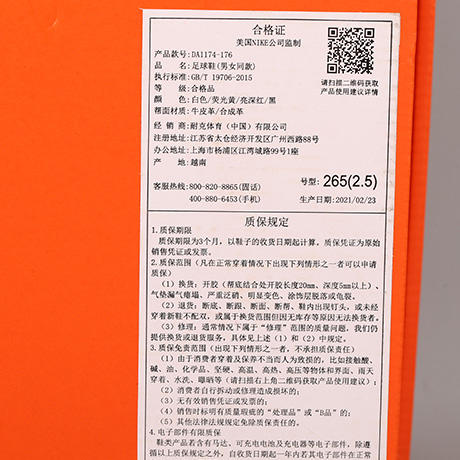 合格证
美国NIKE公司监制
产品款号:DA1174-176
品　　名:足球鞋(男女同款)
执行标准:GB/T 19706-2015
等　　级:合格品
颜　　色:白色/荧光黄/亮深红/黑
帮面材质:牛皮革/合成革
请扫描二维码获取
产品使用建议详情
经 销 商:耐克体育（中国）有限公司
注册地址:江苏省太仓经济开发区广州西路88号
办公地址:上海市杨浦区江湾城路99号1座
产　　地:越南
号型:265(2.5)
客服热线:800-820-8865(固话)
400-880-6453(手机)
生产日期:2021/02/23
质保规定
1.质保期限
质保期限为3个月，以鞋子的收货日期起计算，质保凭证为原始
销售凭证或发票。
2.质保范围（凡在正常穿着情况下出现下列情形之一者可以申请
质保）
(1) 换货：开胶（帮底结合处开胶长度20mm、深度5mm以上）、
气垫漏气瘪塌、严重泛硝、明显变色、涂饰层脱落或龟裂。
(2) 退货：断底、断跟、断面、断帮、鞋内出现钉头，或未经
穿着新鞋不配双，或属于换货范围但因无库存等原因无法换货者。
(3) 修理：通常情况下属于“修理”范围的质量问题，我们仍
提供换货或退货服务，具体见上述（1）和（2）规定。
3.质保免责范围（出现下列情形之一者，不承担质保责任）
(1) 由于消费者穿着及保养不当而人为致损的，比如接触酸、
碱、油、化学品、坚硬、高温、高热、高压等物体和界面、雨天
穿着、水洗、曝晒等（请扫描右上角二维码获取产品使用建议）；
(2) 消费者自行拆动或修理造成损坏的；
(3) 无有效销售凭证或发票的；
(4) 销售时标明有质量瑕疵的“处理品”或“B品”的；
(5) 其他法律法规规定免除质保责任的。
4.电子部件有限质保
鞋类产品若含有马达、可充电电池及充电器等电子部件，除遵
循以上规定外，自收货日期起一年内若其在正常